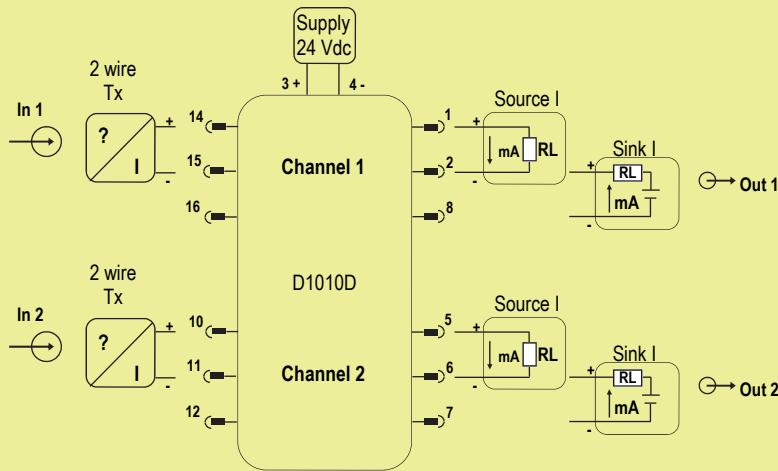 Supply
24 Vdc
3 +
4 -
2 wire
Tx
In 1
?
I
+
-
14
15
16
Channel 1
1
2
8
Source I
+
-
mA
RL
Sink I
+
-
RL
mA
Out 1
D1010D
2 wire
Tx
In 2
?
I
+
-
10
11
12
Channel 2
5
6
7
Source I
+
-
mA
RL
Sink I
+
-
RL
mA
Out 2